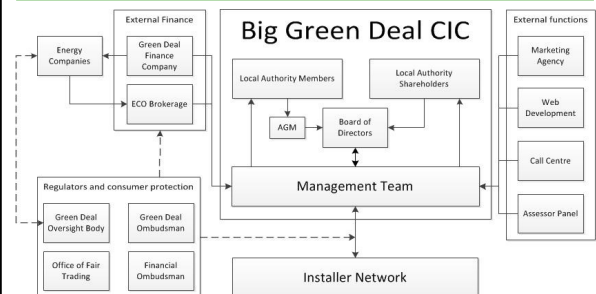 External Finance
Big Green Deal CIC
External functions
Energy
Companies
Green Deal
Finance
Company
ECO Brokerage
Local Authority Members
Local Authority
Shareholders
AGM
Board of
Directors
Management Team
Marketing
Agency
Web
Development
Call Centre
Assessor Panel
Regulators and consumer protection
Green Deal
Oversight Body
Green Deal
Ombudsman
Office of Fair
Trading
Financial
Ombudsman
Installer Network